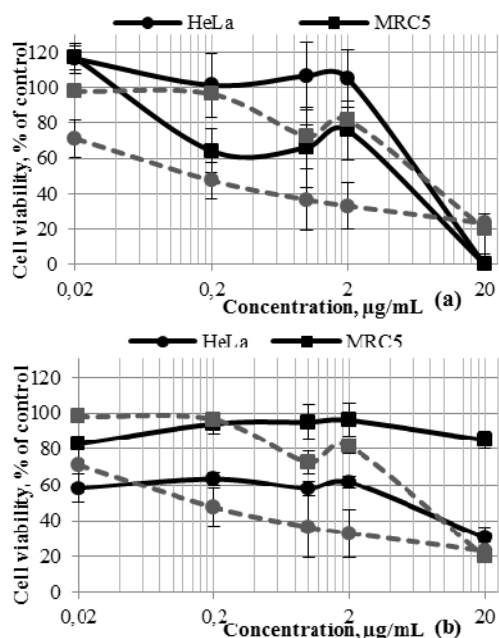 HeLa MRC5
120
100
80
60
40
20
0
Cell viability, % of control
0,02 0,2 2 20
Concentration, µg/mL (a)
HeLa MRC5
120
100
80
60
40
20
0
Cell viability, % of control
0,02 0,2 2 20
Concentration, µg/mL (b)